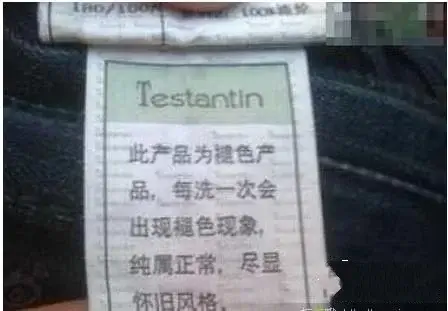 Testantin
此产品为褪色产
品，每洗一次会
出现褪色现象，
纯属正常，尽显
怀旧风格。